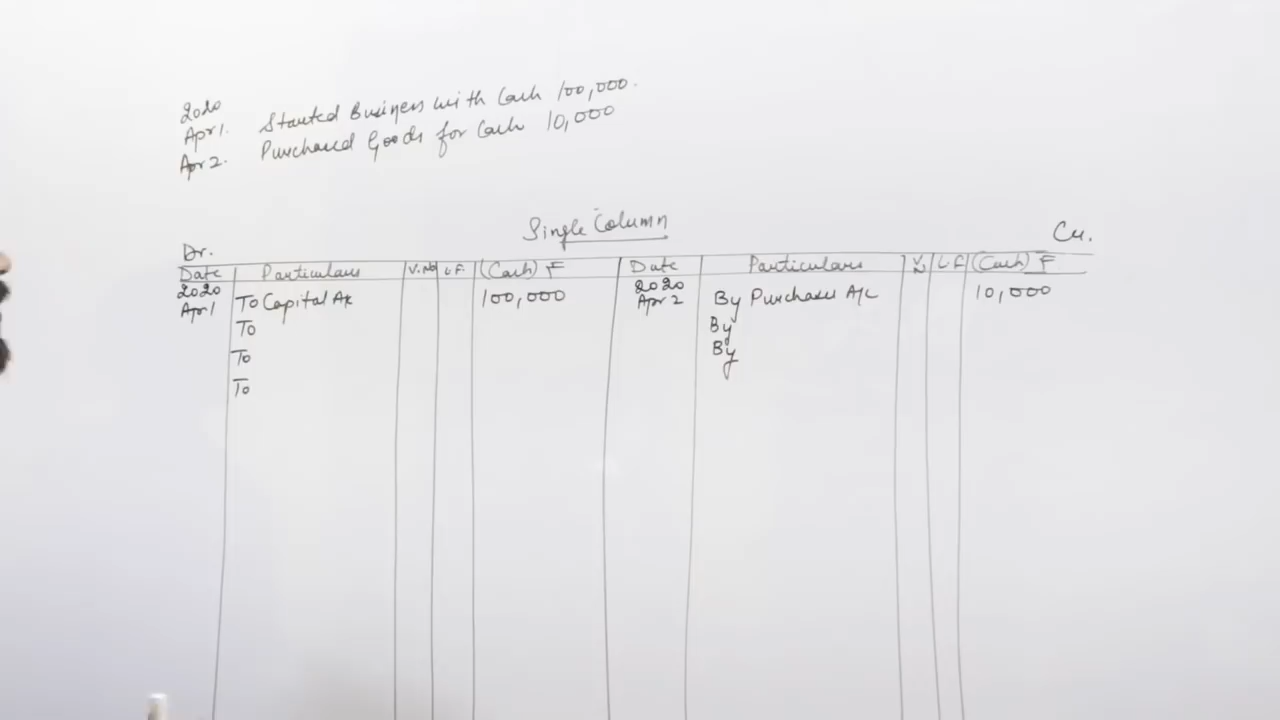 2020
Apr 1. Started Business with Cash 100,000.
Apr 2. Purchased Goods for Cash 10,000
Single Column
Dr. Cr.
Date Particulars V.No L.F. (Cash) ₹ Date Particulars V. L.F (Cash) ₹
2020 2020
Apr 1 To Capital A/c 100,000 Apr 2 By Purchases A/c 10,000
To By
To By
To